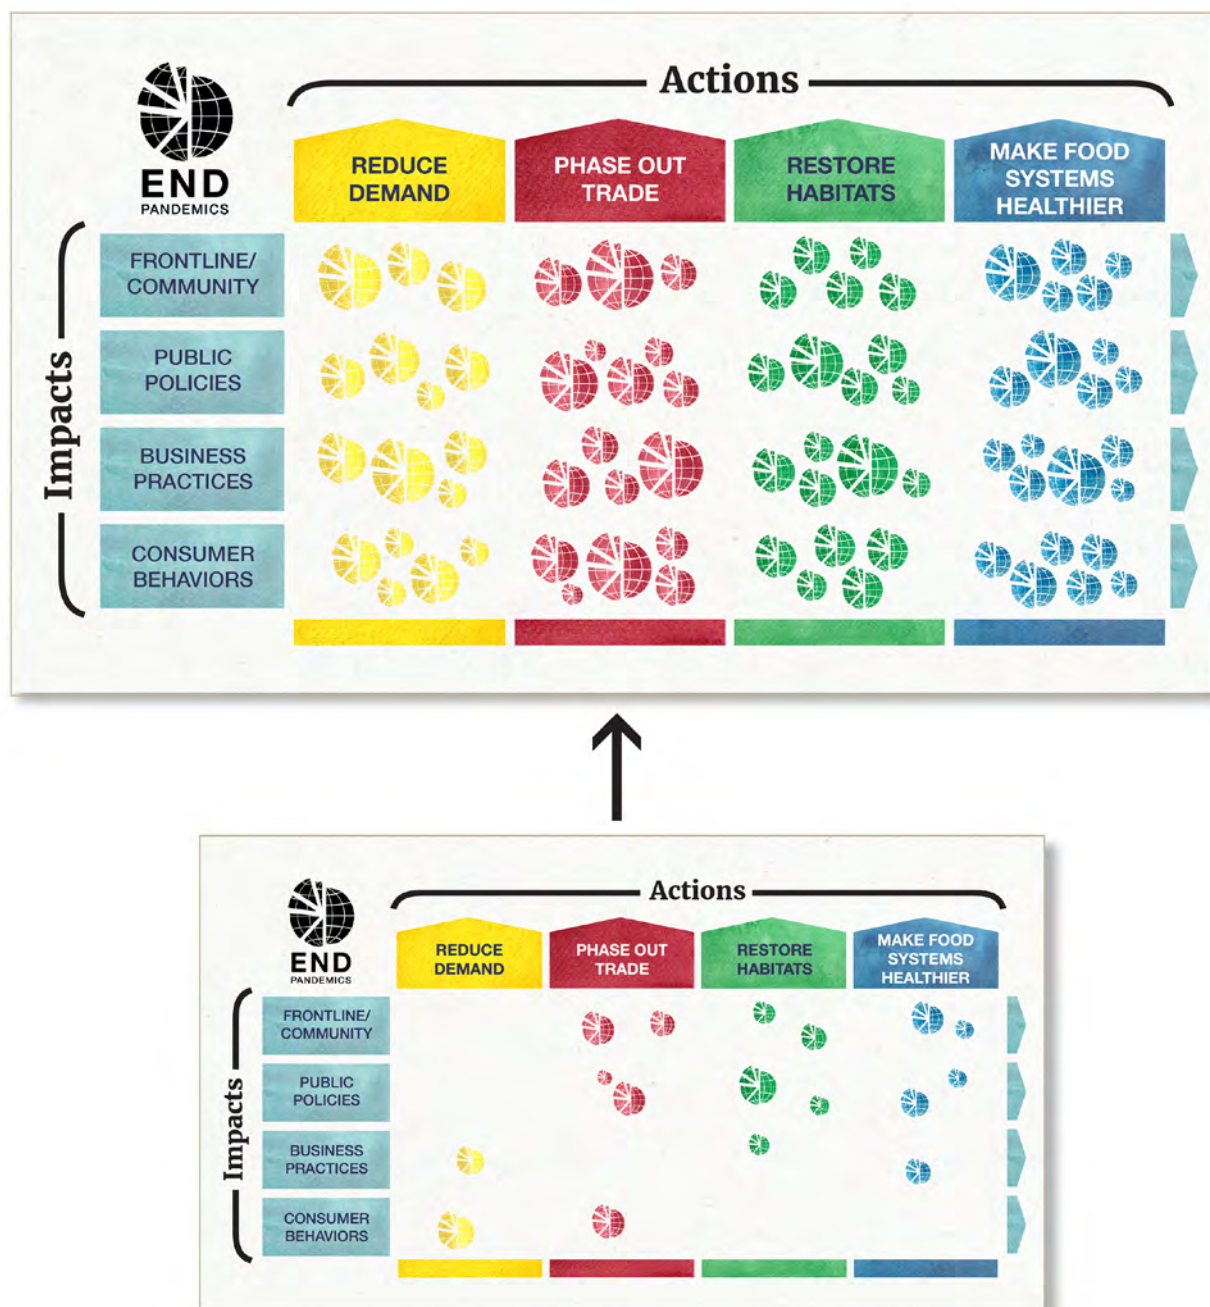 Actions
END
PANDEMICS
REDUCE
DEMAND
PHASE OUT
TRADE
RESTORE
HABITATS
MAKE FOOD
SYSTEMS
HEALTHIER
Impacts
FRONTLINE/
COMMUNITY
PUBLIC
POLICIES
BUSINESS
PRACTICES
CONSUMER
BEHAVIORS
Actions
END
PANDEMICS
REDUCE
DEMAND
PHASE OUT
TRADE
RESTORE
HABITATS
MAKE FOOD
SYSTEMS
HEALTHIER
Impacts
FRONTLINE/
COMMUNITY
PUBLIC
POLICIES
BUSINESS
PRACTICES
CONSUMER
BEHAVIORS